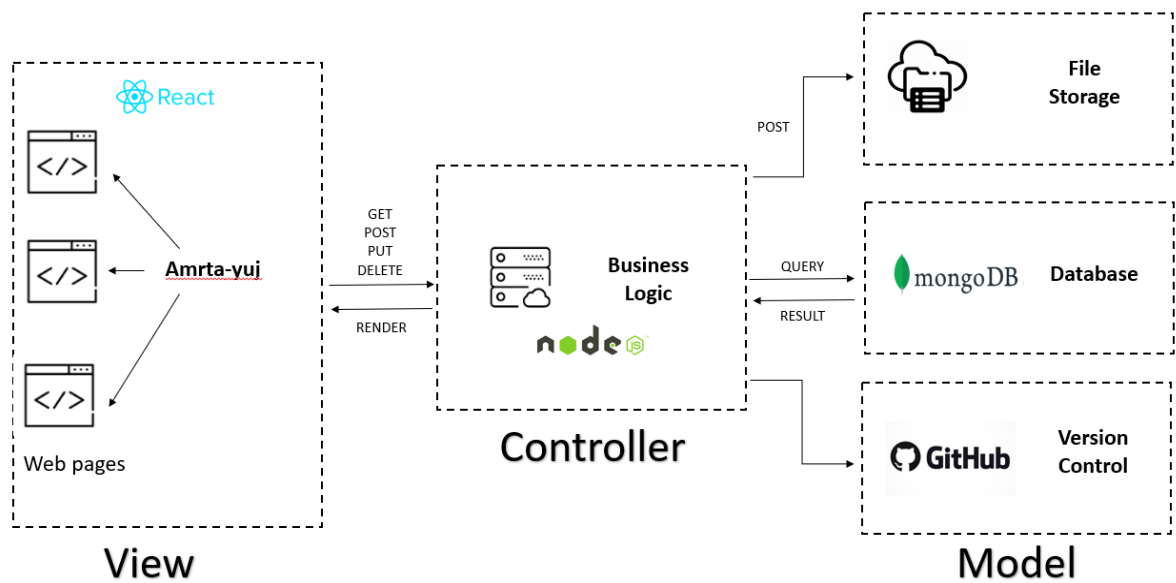 React
</>
</>
</>
Amrta-yuj
Web pages
View
GET
POST
PUT
DELETE
RENDER
Business
Logic
node
JS
Controller
POST
QUERY
RESULT
File
Storage
mongoDB
Database
GitHub
Version
Control
Model